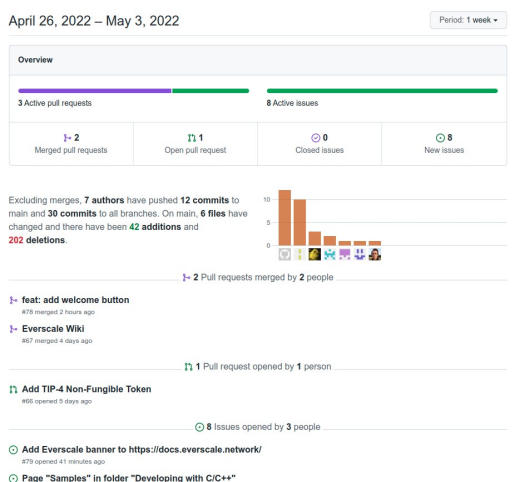 April 26, 2022 – May 3, 2022
Period: 1 week
Overview
3 Active pull requests
8 Active issues
2
Merged pull requests
1
Open pull request
0
Closed issues
8
New issues
Excluding merges, 7 authors have pushed 12 commits to
main and 30 commits to all branches. On main, 6 files have
changed and there have been 42 additions and
202 deletions.
10
5
0
2 Pull requests merged by 2 people
feat: add welcome button
#78 merged 2 hours ago
Everscale Wiki
#67 merged 4 days ago
1 Pull request opened by 1 person
Add TIP-4 Non-Fungible Token
#66 opened 5 days ago
8 Issues opened by 3 people
Add Everscale banner to https://docs.everscale.network/
#79 opened 41 minutes ago
Page "Samples" in folder "Developing with C/C++"